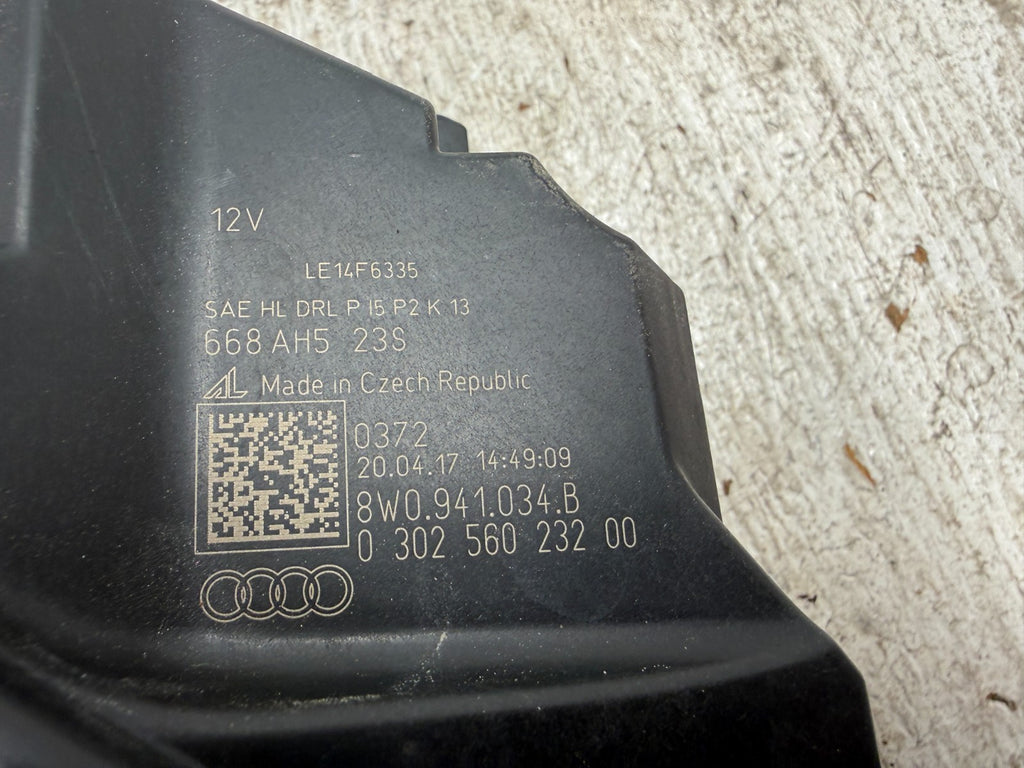 12V
LE14F6335
SAE HL DRL P I5 P2 K 13
668 AH5 23S
AL Made in Czech Republic
0372
20.04.17 14:49:09
8W0.941.034.B
0 302 560 232 00